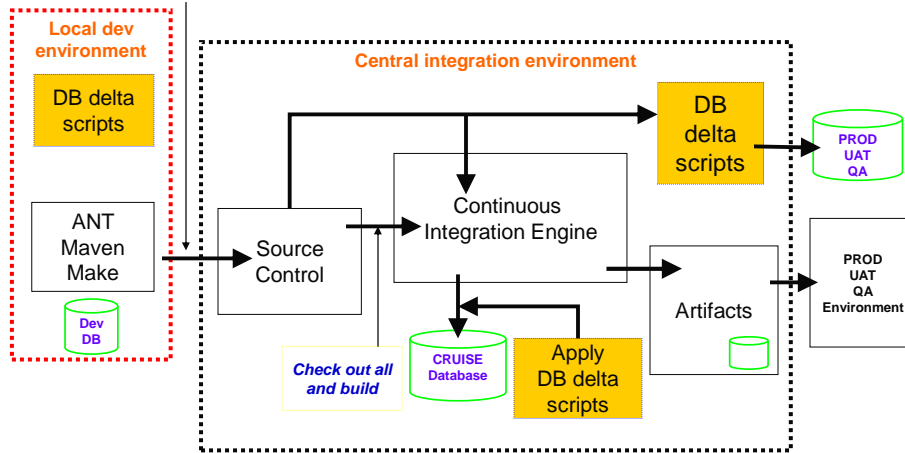 Local dev
environment
DB delta
scripts
ANT
Maven
Make
Dev
DB
Central integration environment
Source
Control
Continuous
Integration Engine
Check out all
and build
CRUISE
Database
Apply
DB delta
scripts
DB
delta
scripts
Artifacts
PROD
UAT
QA
PROD
UAT
QA
Environment